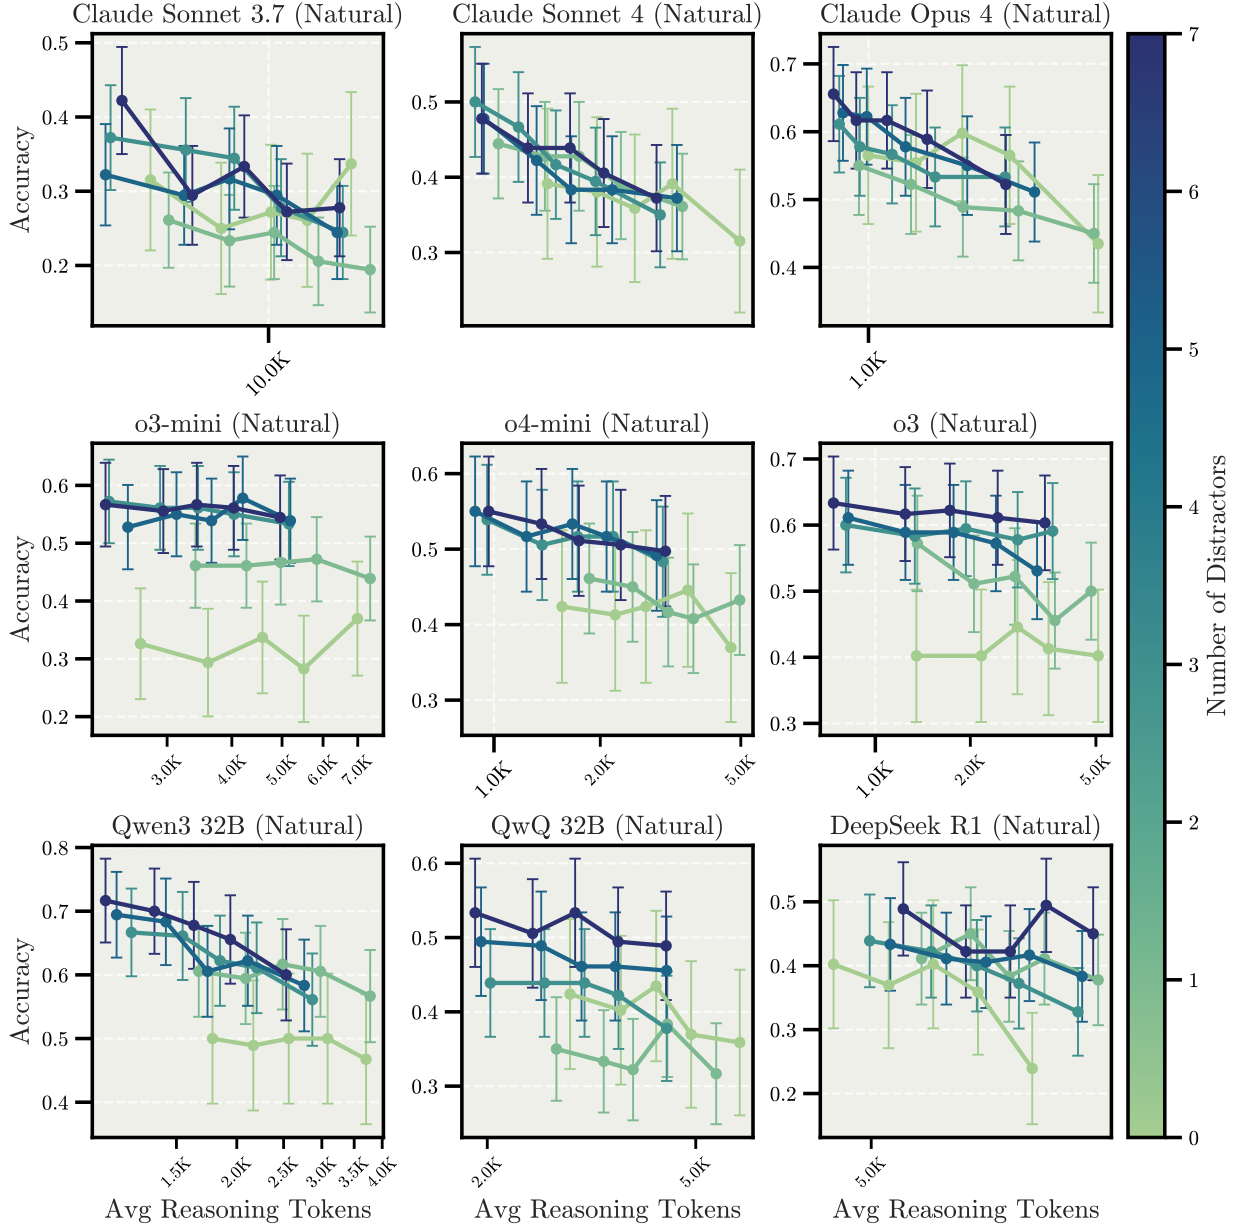 Claude Sonnet 3.7 (Natural)
Claude Sonnet 4 (Natural)
Claude Opus 4 (Natural)
Accuracy
0.5
0.4
0.3
0.2
10.0K
0.5
0.4
0.3
0.7
0.6
0.5
0.4
1.0K
o3-mini (Natural)
o4-mini (Natural)
o3 (Natural)
Accuracy
0.6
0.5
0.4
0.3
0.2
3.0K
4.0K
5.0K
6.0K
7.0K
0.6
0.5
0.4
0.3
1.0K
2.0K
5.0K
0.7
0.6
0.5
0.4
0.3
1.0K
2.0K
5.0K
Qwen3 32B (Natural)
QwQ 32B (Natural)
DeepSeek R1 (Natural)
Accuracy
0.8
0.7
0.6
0.5
0.4
1.5K
2.0K
2.5K
3.0K
3.5K
4.0K
Avg Reasoning Tokens
0.6
0.5
0.4
0.3
2.0K
5.0K
Avg Reasoning Tokens
0.5
0.4
0.3
0.2
5.0K
Avg Reasoning Tokens
7
6
5
4
3
2
1
0
Number of Distractors